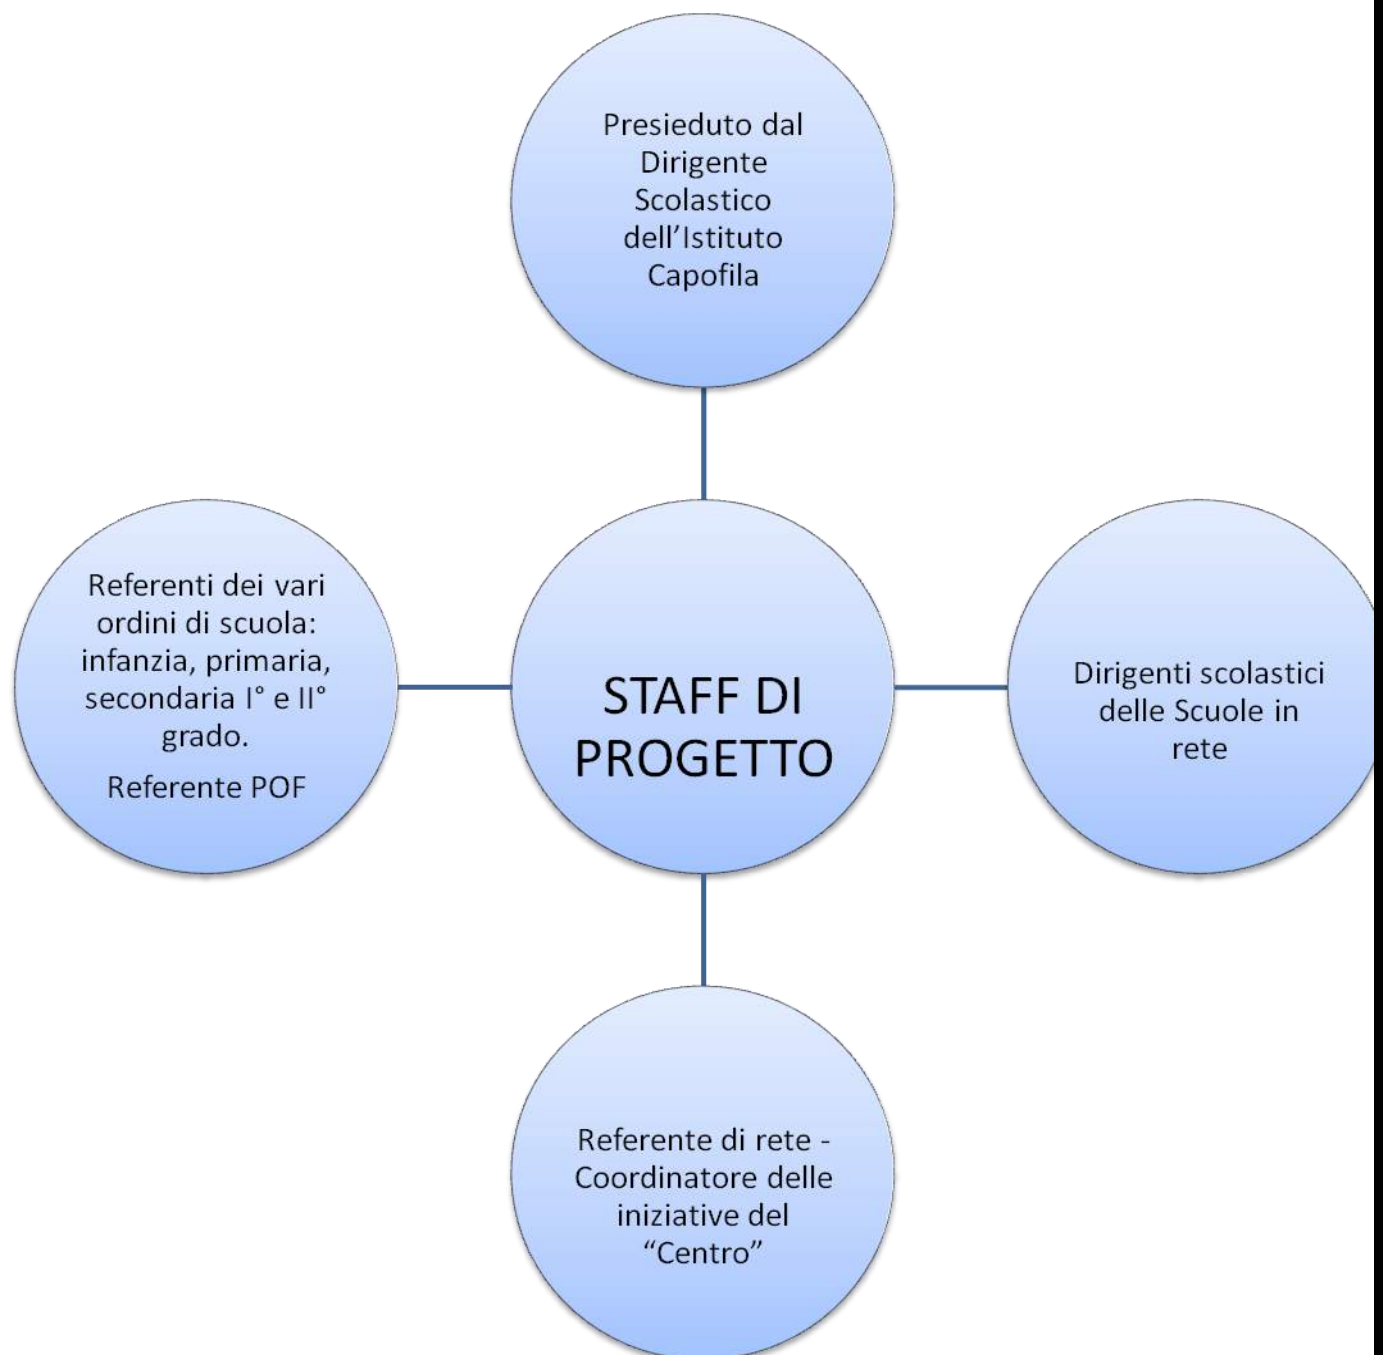 Presieduto dal
Dirigente
Scolastico
dell’Istituto
Capofila
Referenti dei vari
ordini di scuola:
infanzia, primaria,
secondaria I° e II°
grado.
Referente POF
STAFF DI
PROGETTO
Dirigenti scolastici
delle Scuole in
rete
Referente di rete -
Coordinatore delle
iniziative del
“Centro”